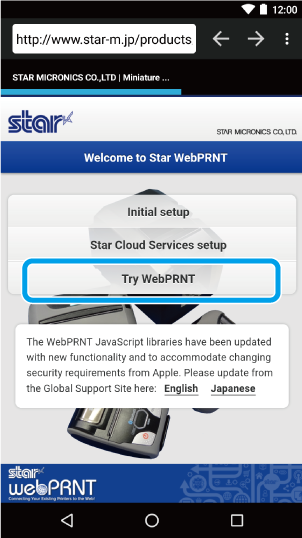 12:00
http://www.star-m.jp/products
STAR MICRONICS CO.,LTD | Miniature ...
star
STAR MICRONICS CO.,LTD.
Welcome to Star WebPRNT
Initial setup
Star Cloud Services setup
Try WebPRNT
The WebPRNT JavaScript libraries have been updated
with new functionality and to accommodate changing
security requirements from Apple. Please update from
the Global Support Site here: English Japanese
star
webPRNT
Connecting Your Existing Printers to the Web!